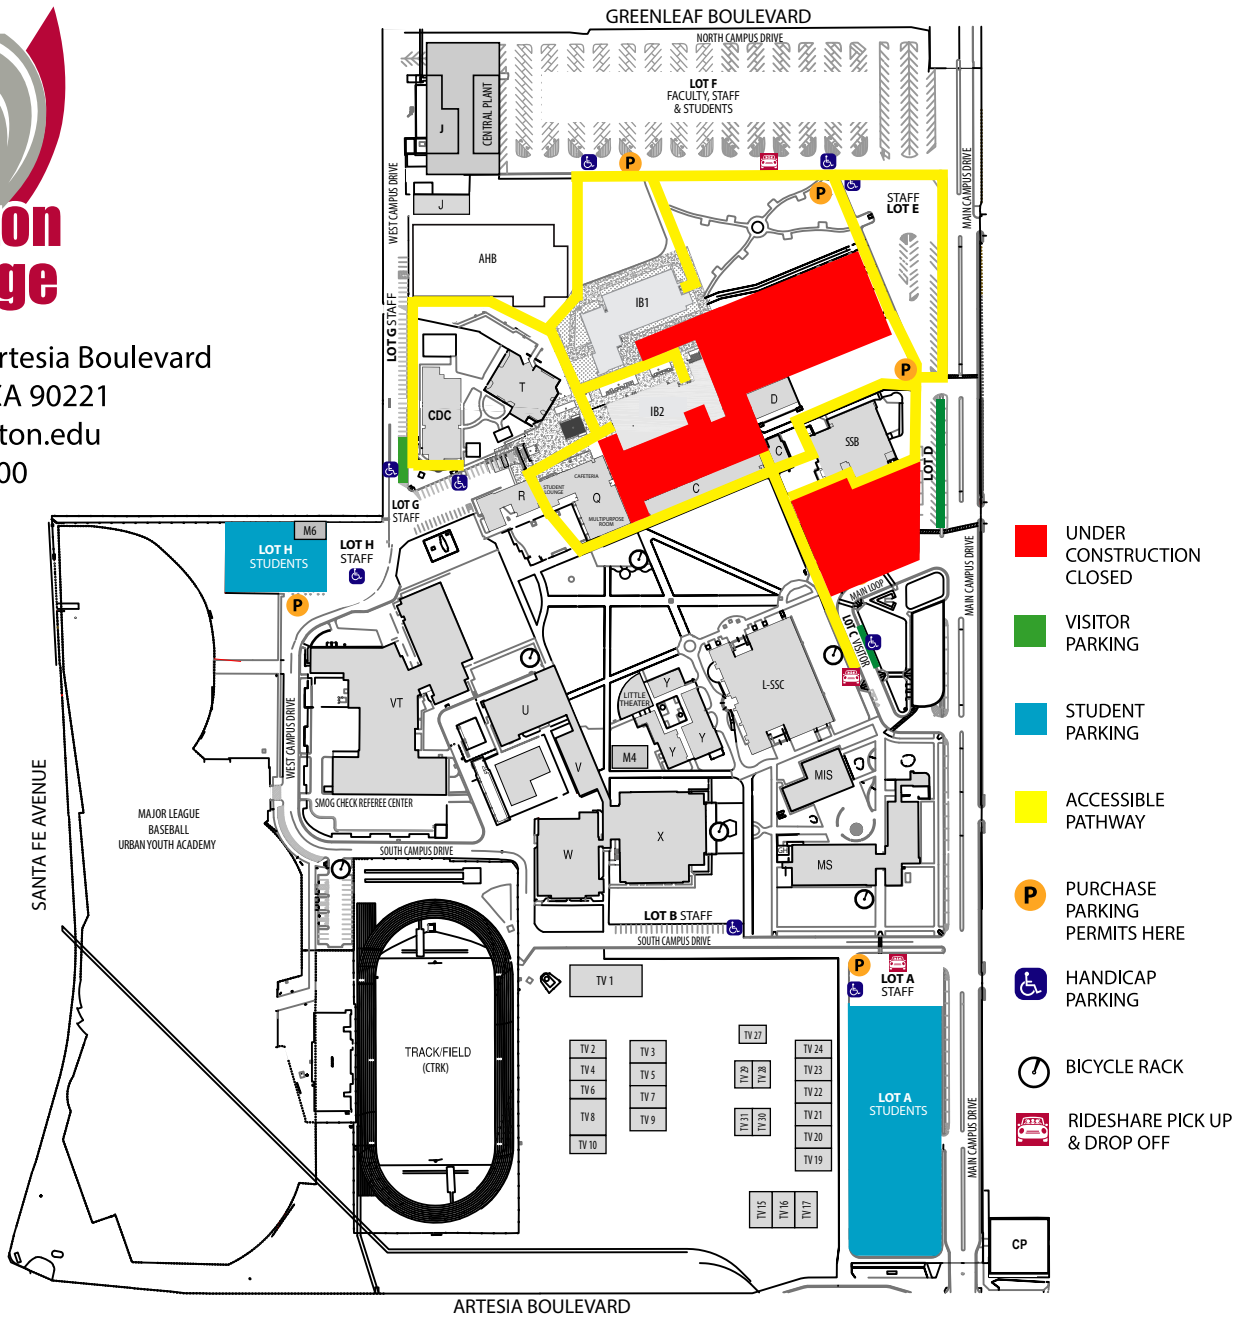 GREENLEAF BOULEVARD
NORTH CAMPUS DRIVE
LOT F
FACULTY, STAFF
& STUDENTS
J
CENTRAL PLANT
P
WEST CAMPUS DRIVE
MAIN CAMPUS DRIVE
P
STAFF
LOT E
J
on
ge
AHB
IB1
LOT G STAFF
rtesia Boulevard
CA 90221
ton.edu
00
T
CDC
P
D
IB2
SSB
C
LOT D
CAFETERIA
STUDENT
LOUNGE
R
Q
C
MULTIPURPOSE
ROOM
LOT G
STAFF
M6
LOT H
STUDENTS
LOT H
STAFF
P
MAIN CAMPUS DRIVE
MAIN LOOP
LOT C VISITOR
UNDER
CONSTRUCTION
CLOSED
VISITOR
PARKING
STUDENT
PARKING
ACCESSIBLE
PATHWAY
P
PURCHASE
PARKING
PERMITS HERE
HANDICAP
PARKING
BICYCLE RACK
RIDESHARE PICK UP
& DROP OFF
L-SSC
LITTLE
THEATER
Y
Y
Y
VT
U
V
M4
MIS
WEST CAMPUS DRIVE
SMOG CHECK REFEREE CENTER
SANTA FE AVENUE
MAJOR LEAGUE
BASEBALL
URBAN YOUTH ACADEMY
SOUTH CAMPUS DRIVE
W
X
GH
MS
LOT B STAFF
SOUTH CAMPUS DRIVE
P
LOT A
STAFF
TV 1
I
TRACK/FIELD
(CTRK)
TV 2
TV 4
TV 6
TV 8
TV 10
TV 3
TV 5
TV 7
TV 9
TV 27
TV 29
TV 28
TV 31
TV 30
TV 24
TV 23
TV 22
TV 21
TV 20
TV 19
TV 15
TV 16
TV 17
LOT A
STUDENTS
MAIN CAMPUS DRIVE
CP
ARTESIA BOULEVARD